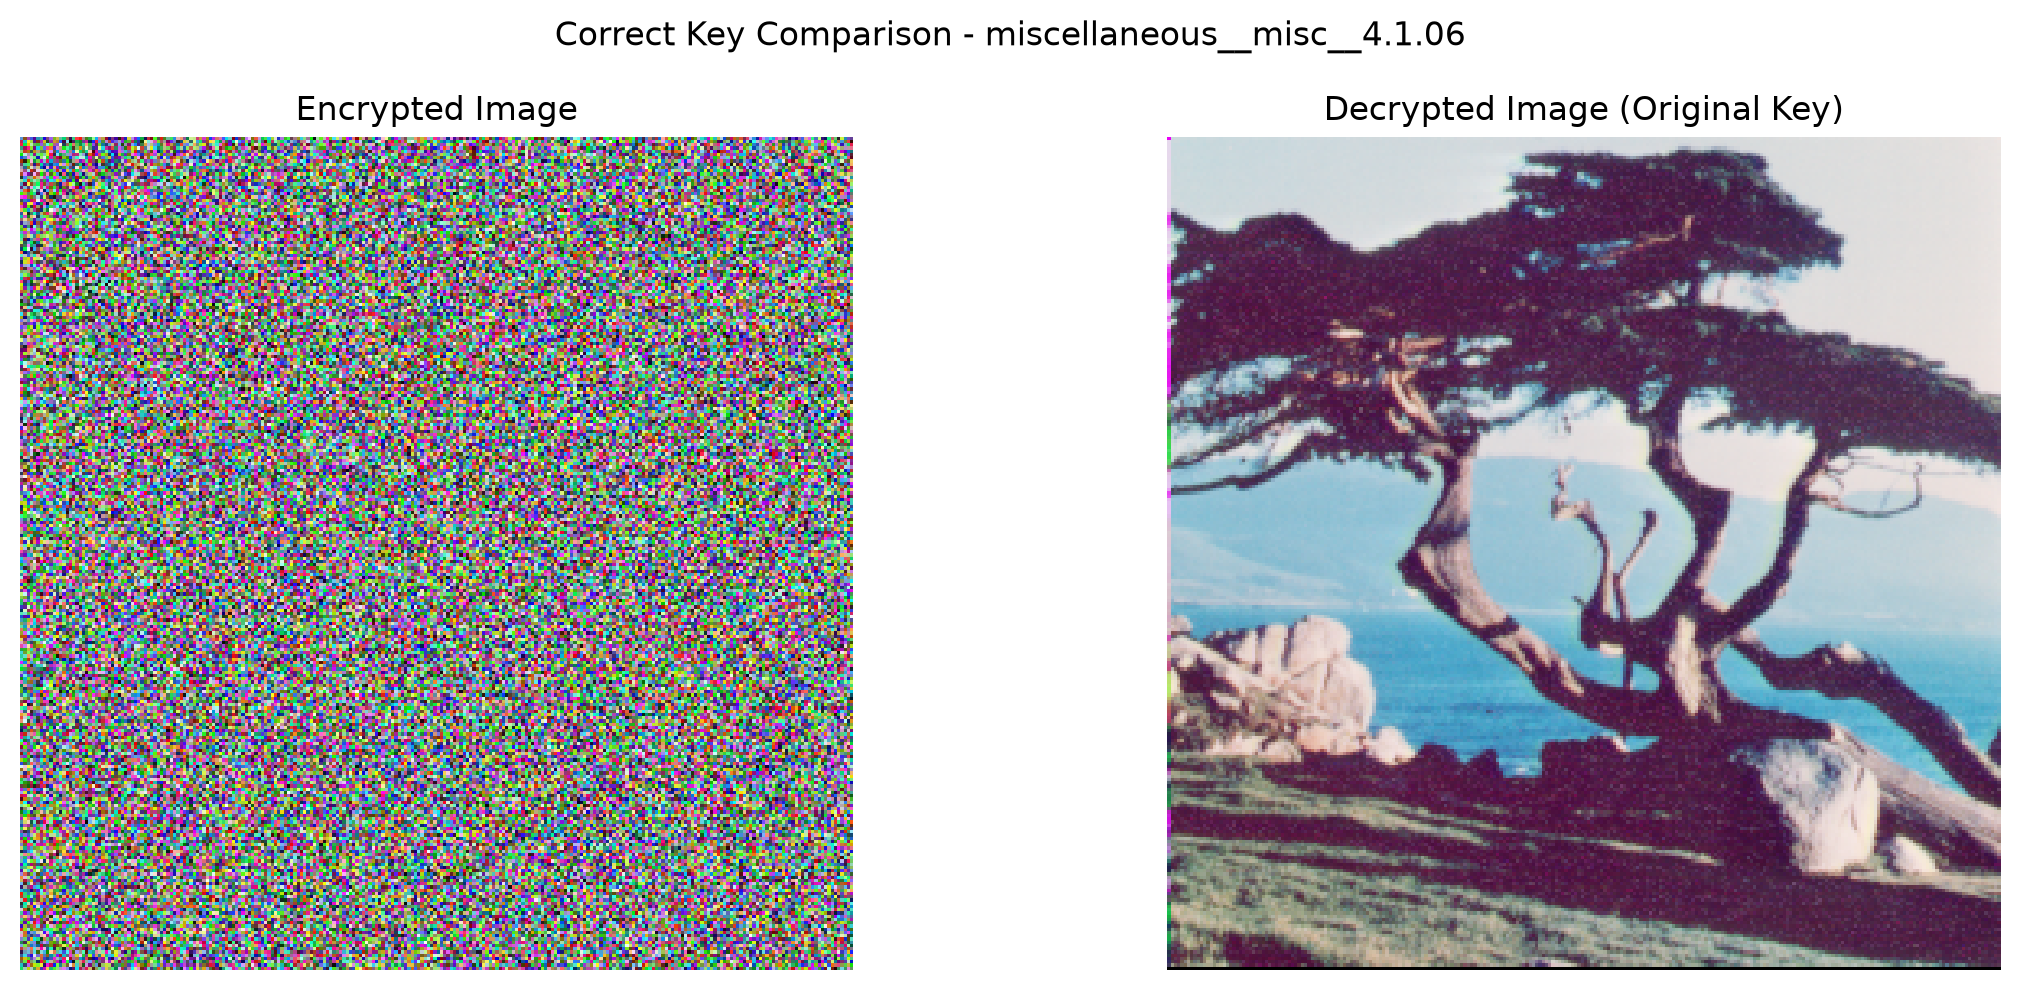 Correct Key Comparison - miscellaneous__misc__4.1.06
Encrypted Image
Decrypted Image (Original Key)